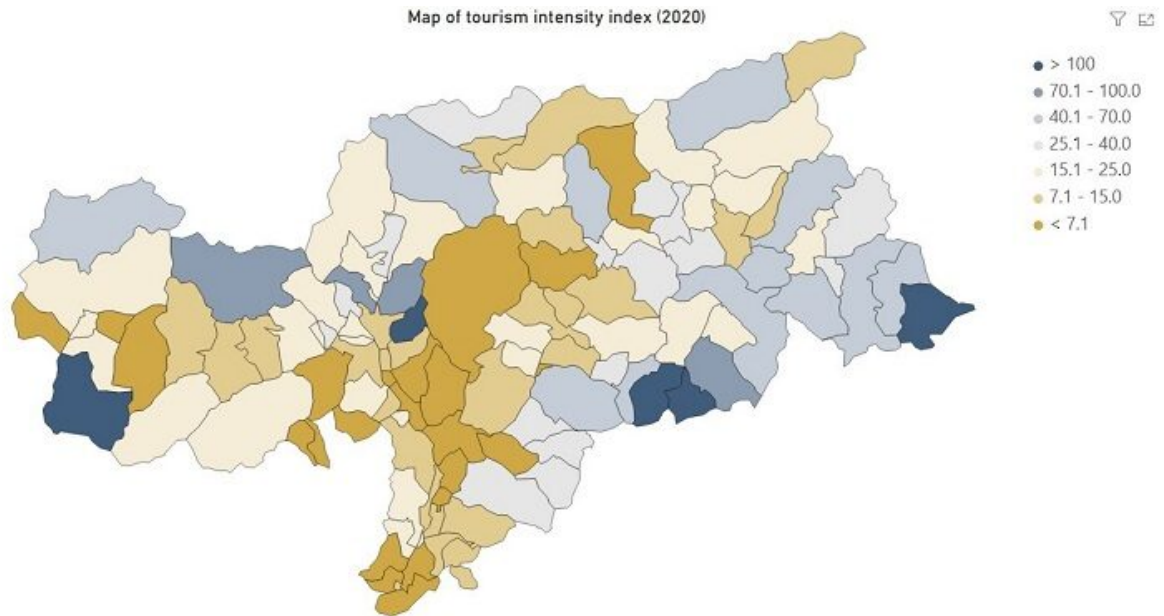 Map of tourism intensity index (2020)
> 100
70.1 - 100.0
40.1 - 70.0
25.1 - 40.0
15.1 - 25.0
7.1 - 15.0
< 7.1